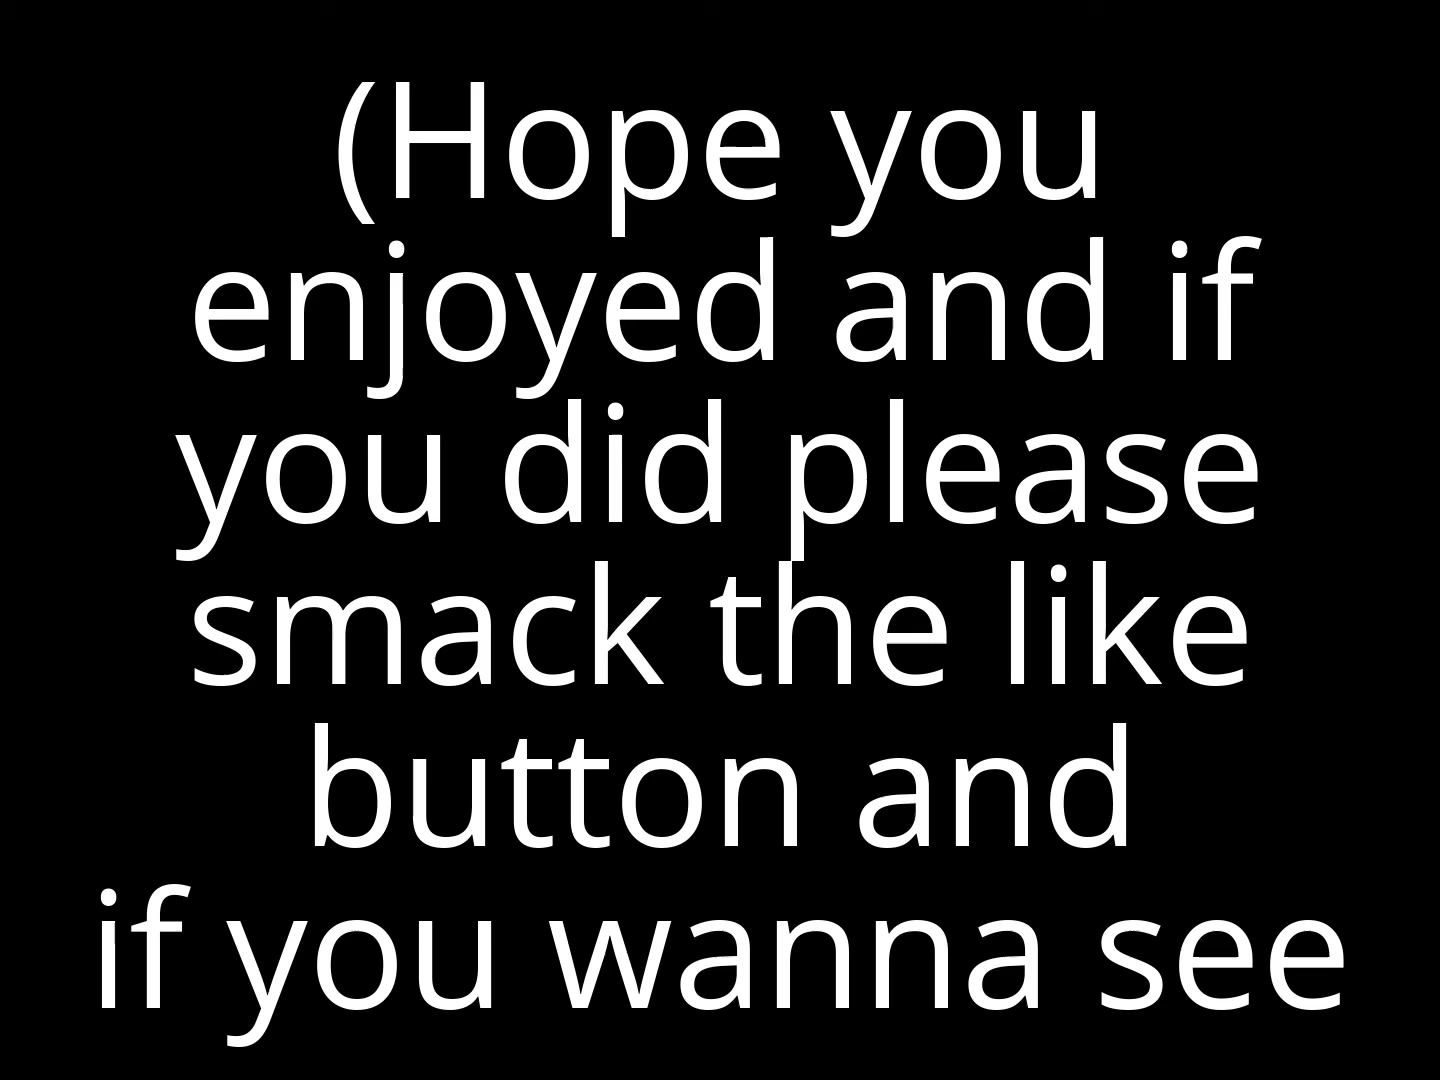 (Hope you
enjoyed and if
you did please
smack the like
button and
if you wanna see